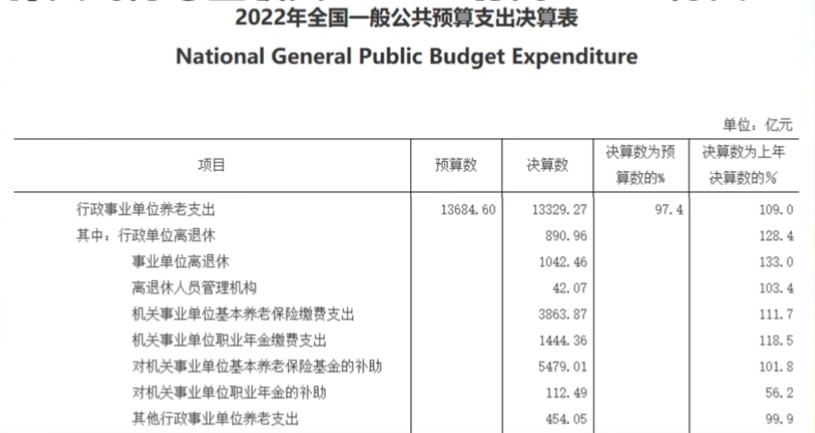 2022年全国一般公共预算支出决算表
National General Public Budget Expenditure
单位：亿元
项目 预算数 决算数 决算数为预算数的% 决算数为上年决算数的%
行政事业单位养老支出 13684.60 13329.27 97.4 109.0
其中：行政单位离退休 890.96 128.4
事业单位离退休 1042.46 133.0
离退休人员管理机构 42.07 103.4
机关事业单位基本养老保险缴费支出 3863.87 111.7
机关事业单位职业年金缴费支出 1444.36 118.5
对机关事业单位基本养老保险基金的补助 5479.01 101.8
对机关事业单位职业年金的补助 112.49 56.2
其他行政事业单位养老支出 454.05 99.9